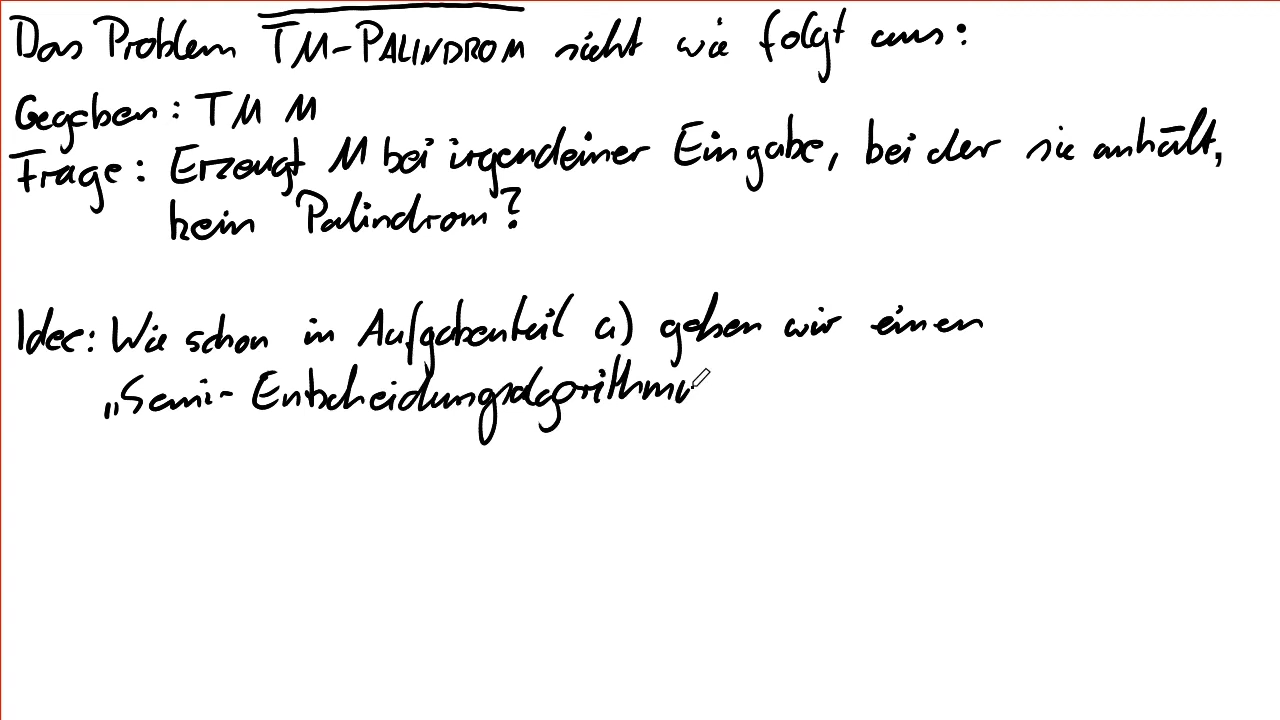 Das Problem TM-PALINDROM sieht wie folgt aus:
Gegeben: TM M
Frage: Erzeugt M bei irgendeiner Eingabe, bei der sie anhält,
kein Palindrom?
Idee: Wie schon in Aufgabenteil a) geben wir einen
„Semi-Entscheidungsalgorithmu